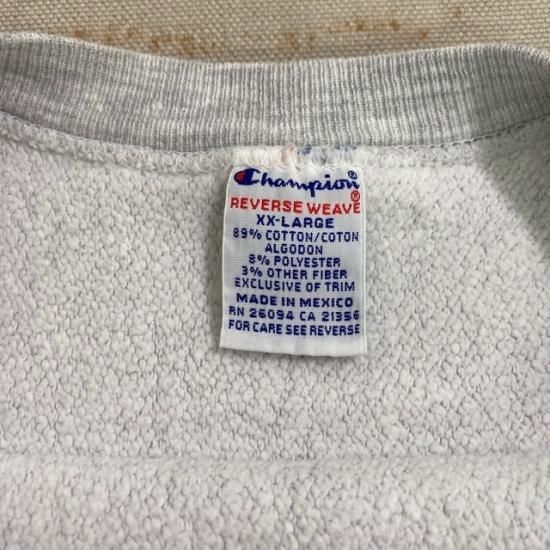 Champion®
REVERSE WEAVE®
XX-LARGE
89% COTTON/COTON
ALGODON
8% POLYESTER
3% OTHER FIBER
EXCLUSIVE OF TRIM
MADE IN MEXICO
RN 26094 CA 21356
FOR CARE SEE REVERSE